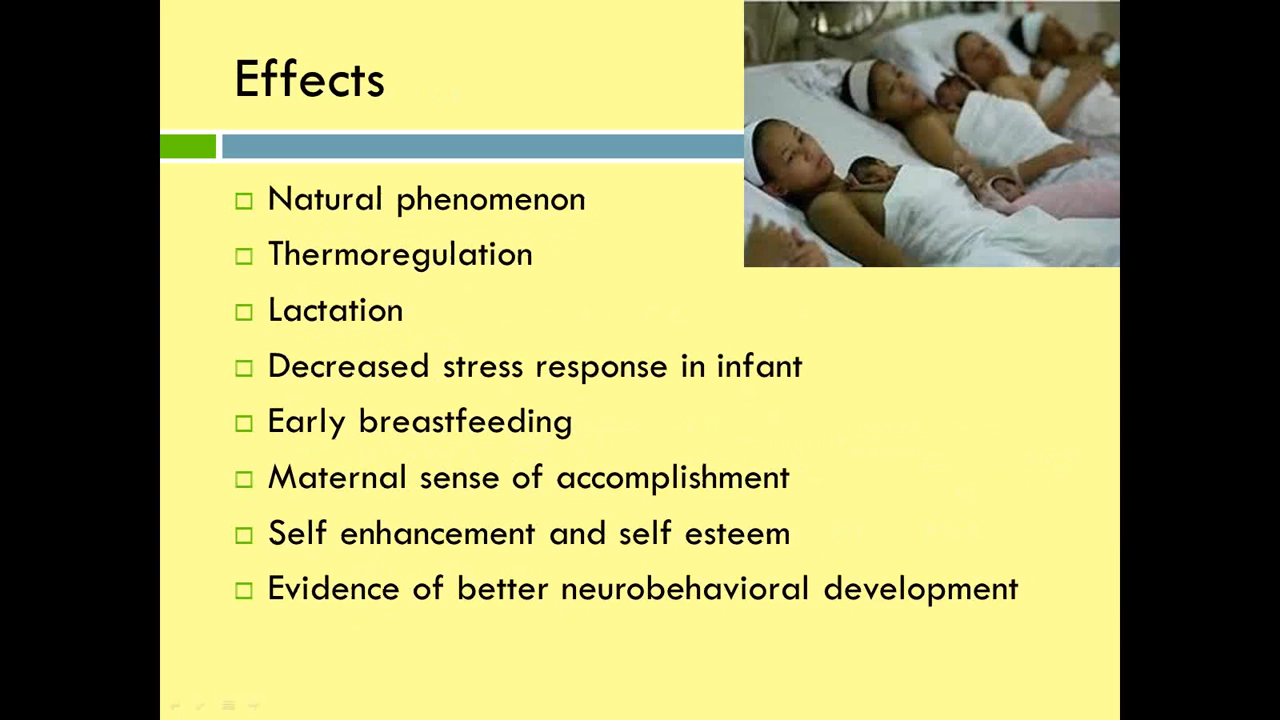 Effects
Natural phenomenon
Thermoregulation
Lactation
Decreased stress response in infant
Early breastfeeding
Maternal sense of accomplishment
Self enhancement and self esteem
Evidence of better neurobehavioral development